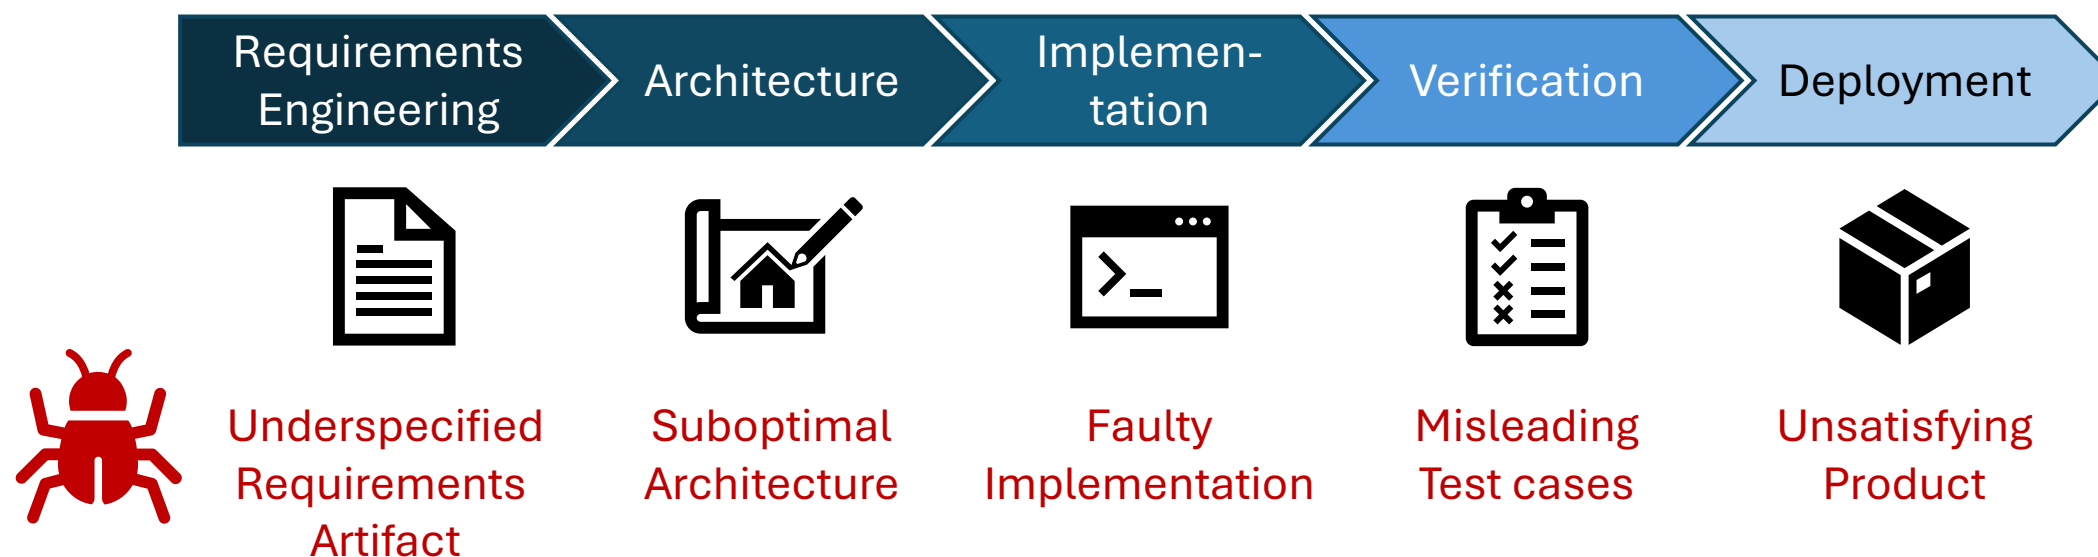 Requirements
Engineering
Architecture
Implemen-
tation
Verification
Deployment
Underspecified
Requirements
Artifact
Suboptimal
Architecture
Faulty
Implementation
Misleading
Test cases
Unsatisfying
Product